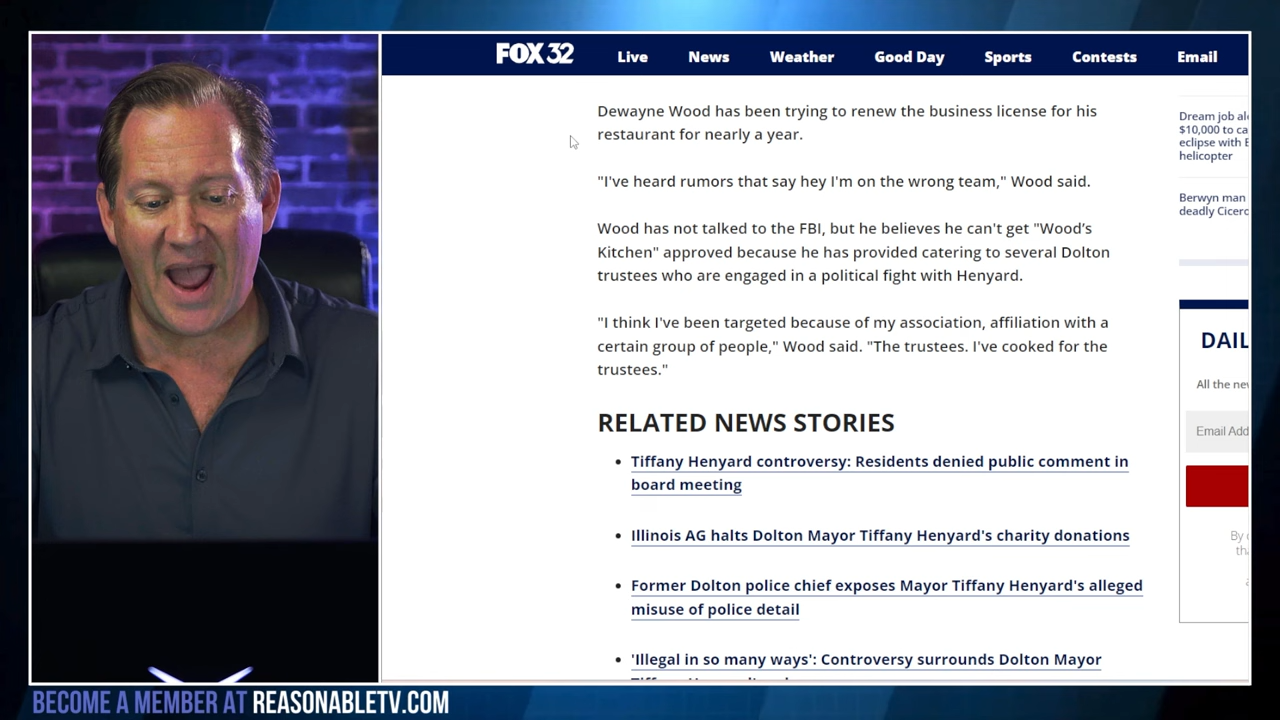 FOX 32
Live
News
Weather
Good Day
Sports
Contests
Email
Dewayne Wood has been trying to renew the business license for his
restaurant for nearly a year.
"I've heard rumors that say hey I'm on the wrong team," Wood said.
Wood has not talked to the FBI, but he believes he can't get "Wood’s
Kitchen" approved because he has provided catering to several Dolton
trustees who are engaged in a political fight with Henyard.
"I think I've been targeted because of my association, affiliation with a
certain group of people," Wood said. "The trustees. I've cooked for the
trustees."
RELATED NEWS STORIES
Tiffany Henyard controversy: Residents denied public comment in
board meeting
Illinois AG halts Dolton Mayor Tiffany Henyard's charity donations
Former Dolton police chief exposes Mayor Tiffany Henyard's alleged
misuse of police detail
'Illegal in so many ways': Controversy surrounds Dolton Mayor
Dream job al
$10,000 to ca
eclipse with
helicopter
Berwyn man
deadly Cicero
DAIL
All the new
Email Add
By
BECOME A MEMBER AT REASONABLETV.COM